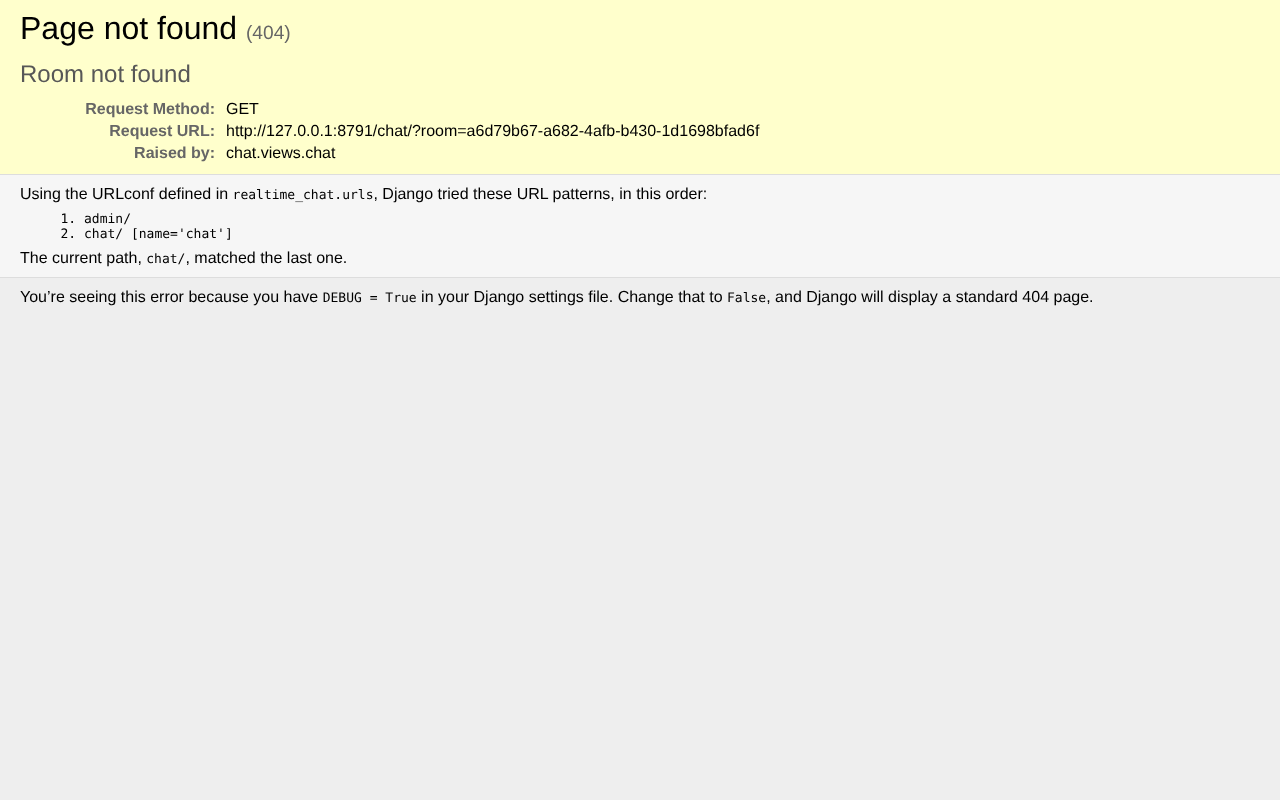 Page not found (404)
Room not found
Request Method: GET
Request URL: http://127.0.0.1:8791/chat/?room=a6d79b67-a682-4afb-b430-1d1698bfad6f
Raised by: chat.views.chat
Using the URLconf defined in realtime_chat.urls, Django tried these URL patterns, in this order:
1. admin/
2. chat/ [name='chat']
The current path, chat/, matched the last one.
You’re seeing this error because you have DEBUG = True in your Django settings file. Change that to False, and Django will display a standard 404 page.